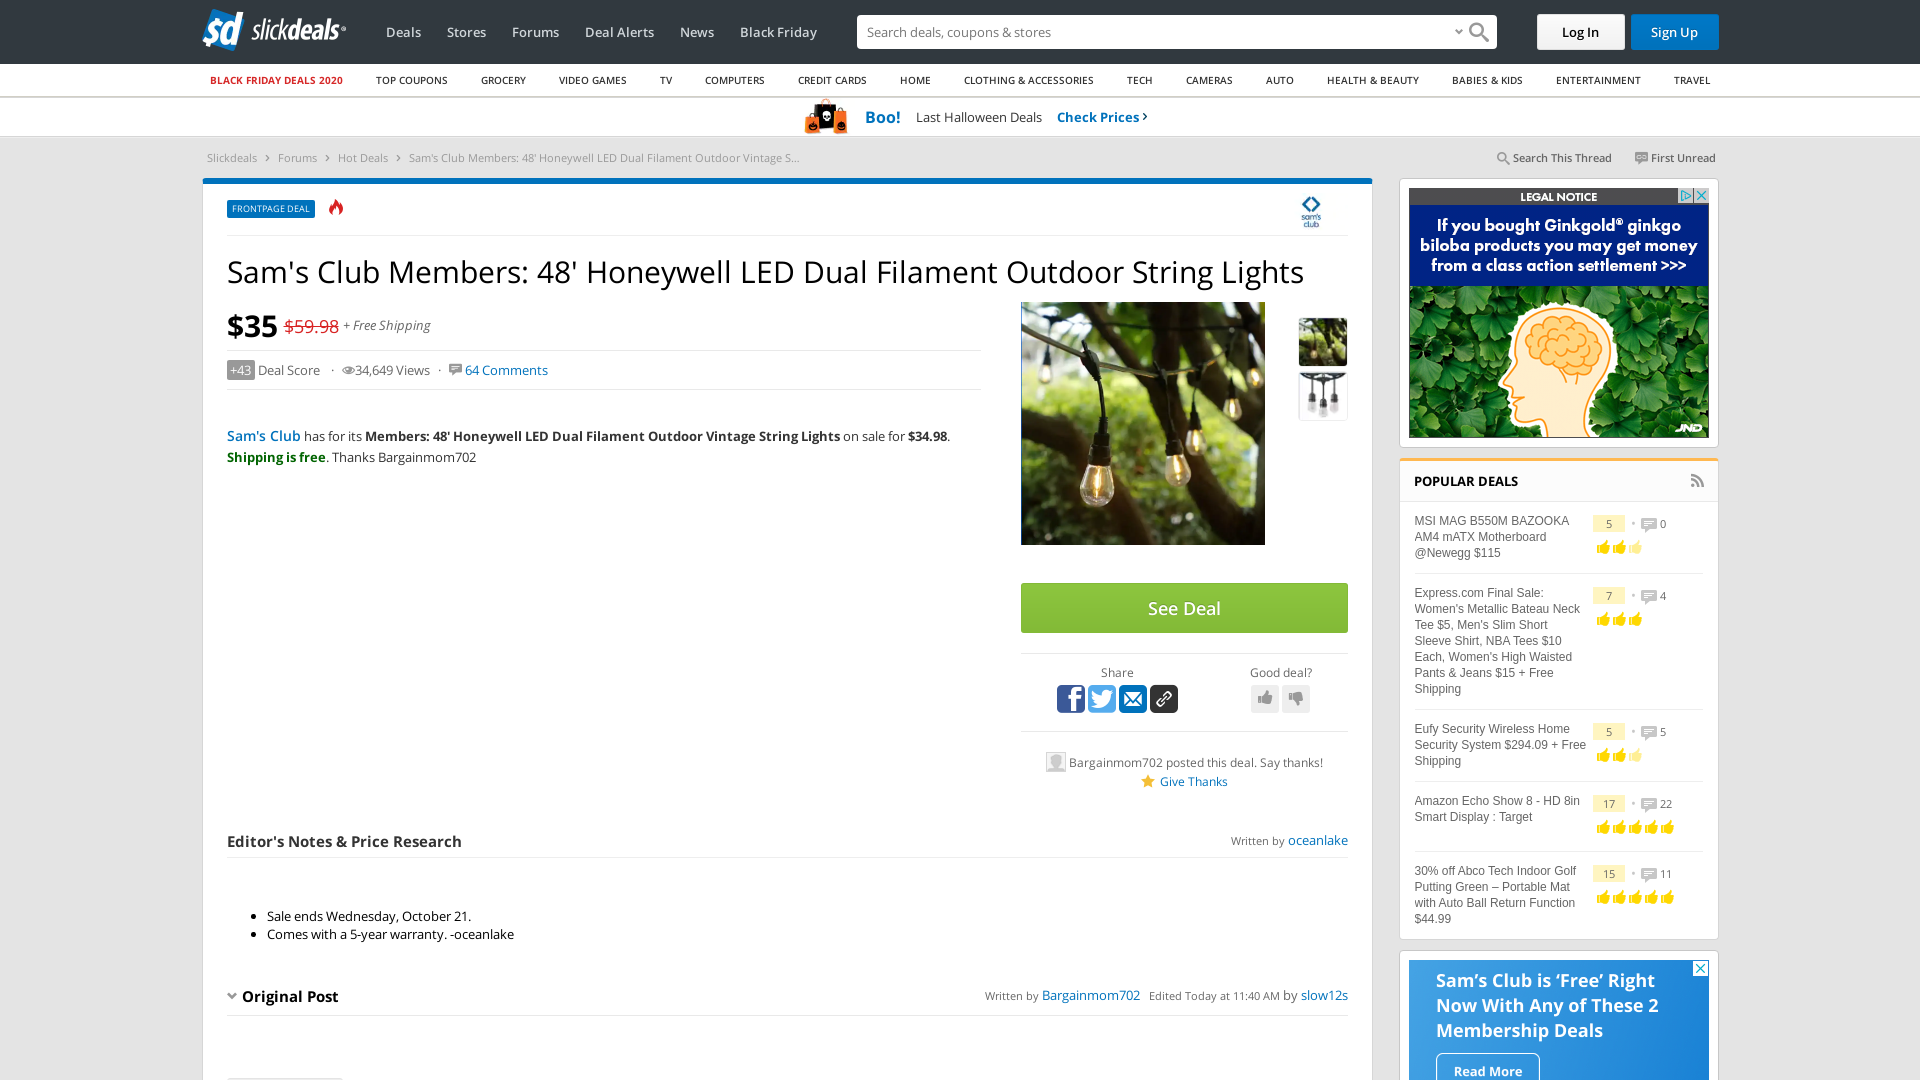 slickdeals
Deals
Stores
Forums
Deal Alerts
News
Black Friday
Search deals, coupons & stores
Log In
Sign Up
BLACK FRIDAY DEALS 2020
TOP COUPONS
GROCERY
VIDEO GAMES
TV
COMPUTERS
CREDIT CARDS
HOME
CLOTHING & ACCESSORIES
TECH
CAMERAS
AUTO
HEALTH & BEAUTY
BABIES & KIDS
ENTERTAINMENT
TRAVEL
Boo! Last Halloween Deals Check Prices
Slickdeals > Forums > Hot Deals > Sam's Club Members: 48' Honeywell LED Dual Filament Outdoor Vintage S...
Search This Thread
First Unread
FRONTPAGE DEAL
sam's
club
Sam's Club Members: 48' Honeywell LED Dual Filament Outdoor String Lights
$35 $59.98 + Free Shipping
+43 Deal Score · 34,649 Views · 64 Comments
Sam's Club has for its Members: 48' Honeywell LED Dual Filament Outdoor Vintage String Lights on sale for $34.98.
Shipping is free. Thanks Bargainmom702
See Deal
Share
Good deal?
Bargainmom702 posted this deal. Say thanks!
Give Thanks
Editor's Notes & Price Research
Written by oceanlake
• Sale ends Wednesday, October 21.
• Comes with a 5-year warranty. -oceanlake
Original Post
Written by Bargainmom702 Edited Today at 11:40 AM by slow12s
LEGAL NOTICE
If you bought Ginkgold® ginkgo
biloba products you may get money
from a class action settlement >>>
JND
POPULAR DEALS
MSI MAG B550M BAZOOKA
AM4 mATX Motherboard
@Newegg $115
5 • 0
Express.com Final Sale:
Women's Metallic Bateau Neck
Tee $5, Men's Slim Short
Sleeve Shirt, NBA Tees $10
Each, Women's High Waisted
Pants & Jeans $15 + Free
Shipping
7 • 4
Eufy Security Wireless Home
Security System $294.09 + Free
Shipping
5 • 5
Amazon Echo Show 8 - HD 8in
Smart Display : Target
17 • 22
30% off Abco Tech Indoor Golf
Putting Green – Portable Mat
with Auto Ball Return Function
$44.99
15 • 11
Sam's Club is ‘Free’ Right
Now With Any of These 2
Membership Deals
Read More